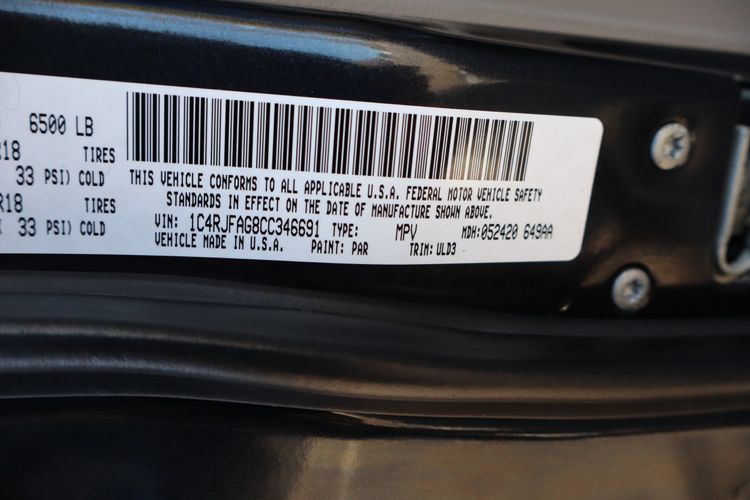 6500 LB
R18 TIRES
33 PSI) COLD
R18 TIRES
33 PSI) COLD
THIS VEHICLE CONFORMS TO ALL APPLICABLE U.S.A. FEDERAL MOTOR VEHICLE SAFETY
STANDARDS IN EFFECT ON THE DATE OF MANUFACTURE SHOWN ABOVE.
VIN: 1C4RJFAG8CC346691 TYPE: MPV MDH:052420 649AA
VEHICLE MADE IN U.S.A. PAINT: PAR TRIM: ULD3